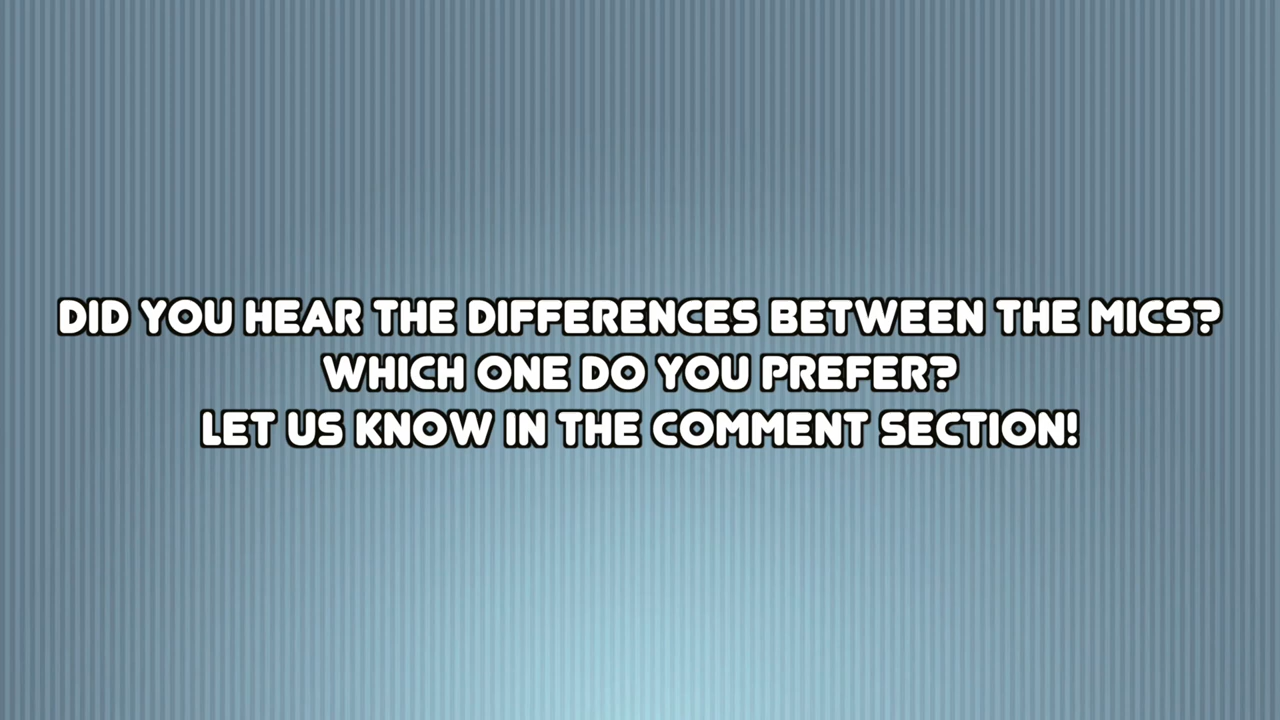 DID YOU HEAR THE DIFFERENCES BETWEEN THE MICS?
WHICH ONE DO YOU PREFER?
LET US KNOW IN THE COMMENT SECTION!